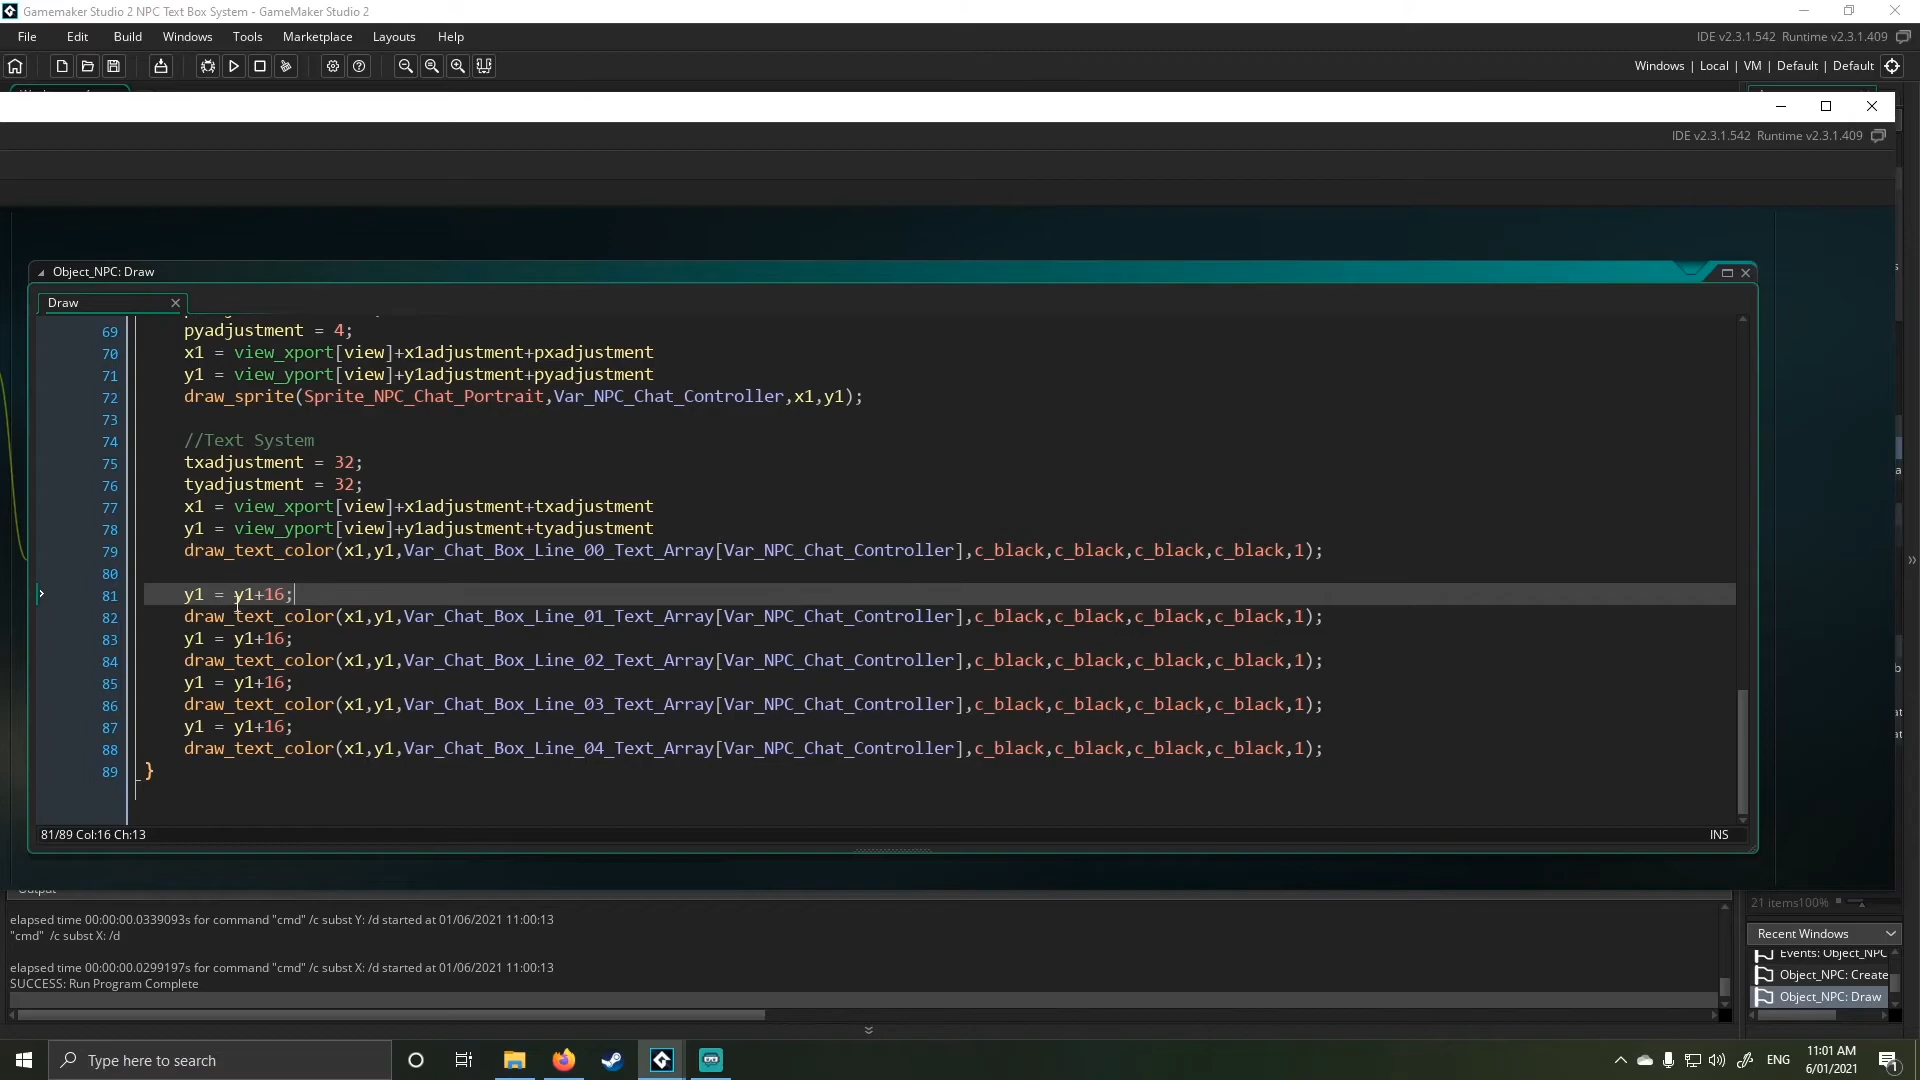 Gamemaker Studio 2 NPC Text Box System - GameMaker Studio 2
File Edit Build Windows Tools Marketplace Layouts Help
IDE v2.3.1.542 Runtime v2.3.1.409
Windows | Local | VM | Default | Default
IDE v2.3.1.542 Runtime v2.3.1.409
Object_NPC: Draw
Draw
69 pyadjustment = 4;
70 x1 = view_xport[view]+x1adjustment+pxadjustment
71 y1 = view_yport[view]+y1adjustment+pyadjustment
72 draw_sprite(Sprite_NPC_Chat_Portrait,Var_NPC_Chat_Controller,x1,y1);
73
74 //Text System
75 txadjustment = 32;
76 tyadjustment = 32;
77 x1 = view_xport[view]+x1adjustment+txadjustment
78 y1 = view_yport[view]+y1adjustment+tyadjustment
79 draw_text_color(x1,y1,Var_Chat_Box_Line_00_Text_Array[Var_NPC_Chat_Controller],c_black,c_black,c_black,c_black,1);
80
81 y1 = y1+16;
82 draw_text_color(x1,y1,Var_Chat_Box_Line_01_Text_Array[Var_NPC_Chat_Controller],c_black,c_black,c_black,c_black,1);
83 y1 = y1+16;
84 draw_text_color(x1,y1,Var_Chat_Box_Line_02_Text_Array[Var_NPC_Chat_Controller],c_black,c_black,c_black,c_black,1);
85 y1 = y1+16;
86 draw_text_color(x1,y1,Var_Chat_Box_Line_03_Text_Array[Var_NPC_Chat_Controller],c_black,c_black,c_black,c_black,1);
87 y1 = y1+16;
88 draw_text_color(x1,y1,Var_Chat_Box_Line_04_Text_Array[Var_NPC_Chat_Controller],c_black,c_black,c_black,c_black,1);
89 }
81/89 Col:16 Ch:13 INS
Output
elapsed time 00:00:00.0339093s for command "cmd" /c subst Y: /d started at 01/06/2021 11:00:13
"cmd" /c subst X: /d
elapsed time 00:00:00.0299197s for command "cmd" /c subst X: /d started at 01/06/2021 11:00:13
SUCCESS: Run Program Complete
21 items 100%
Recent Windows
Events: Object_NPC
Object_NPC: Create
Object_NPC: Draw
Type here to search
ENG
11:01 AM
6/01/2021
1